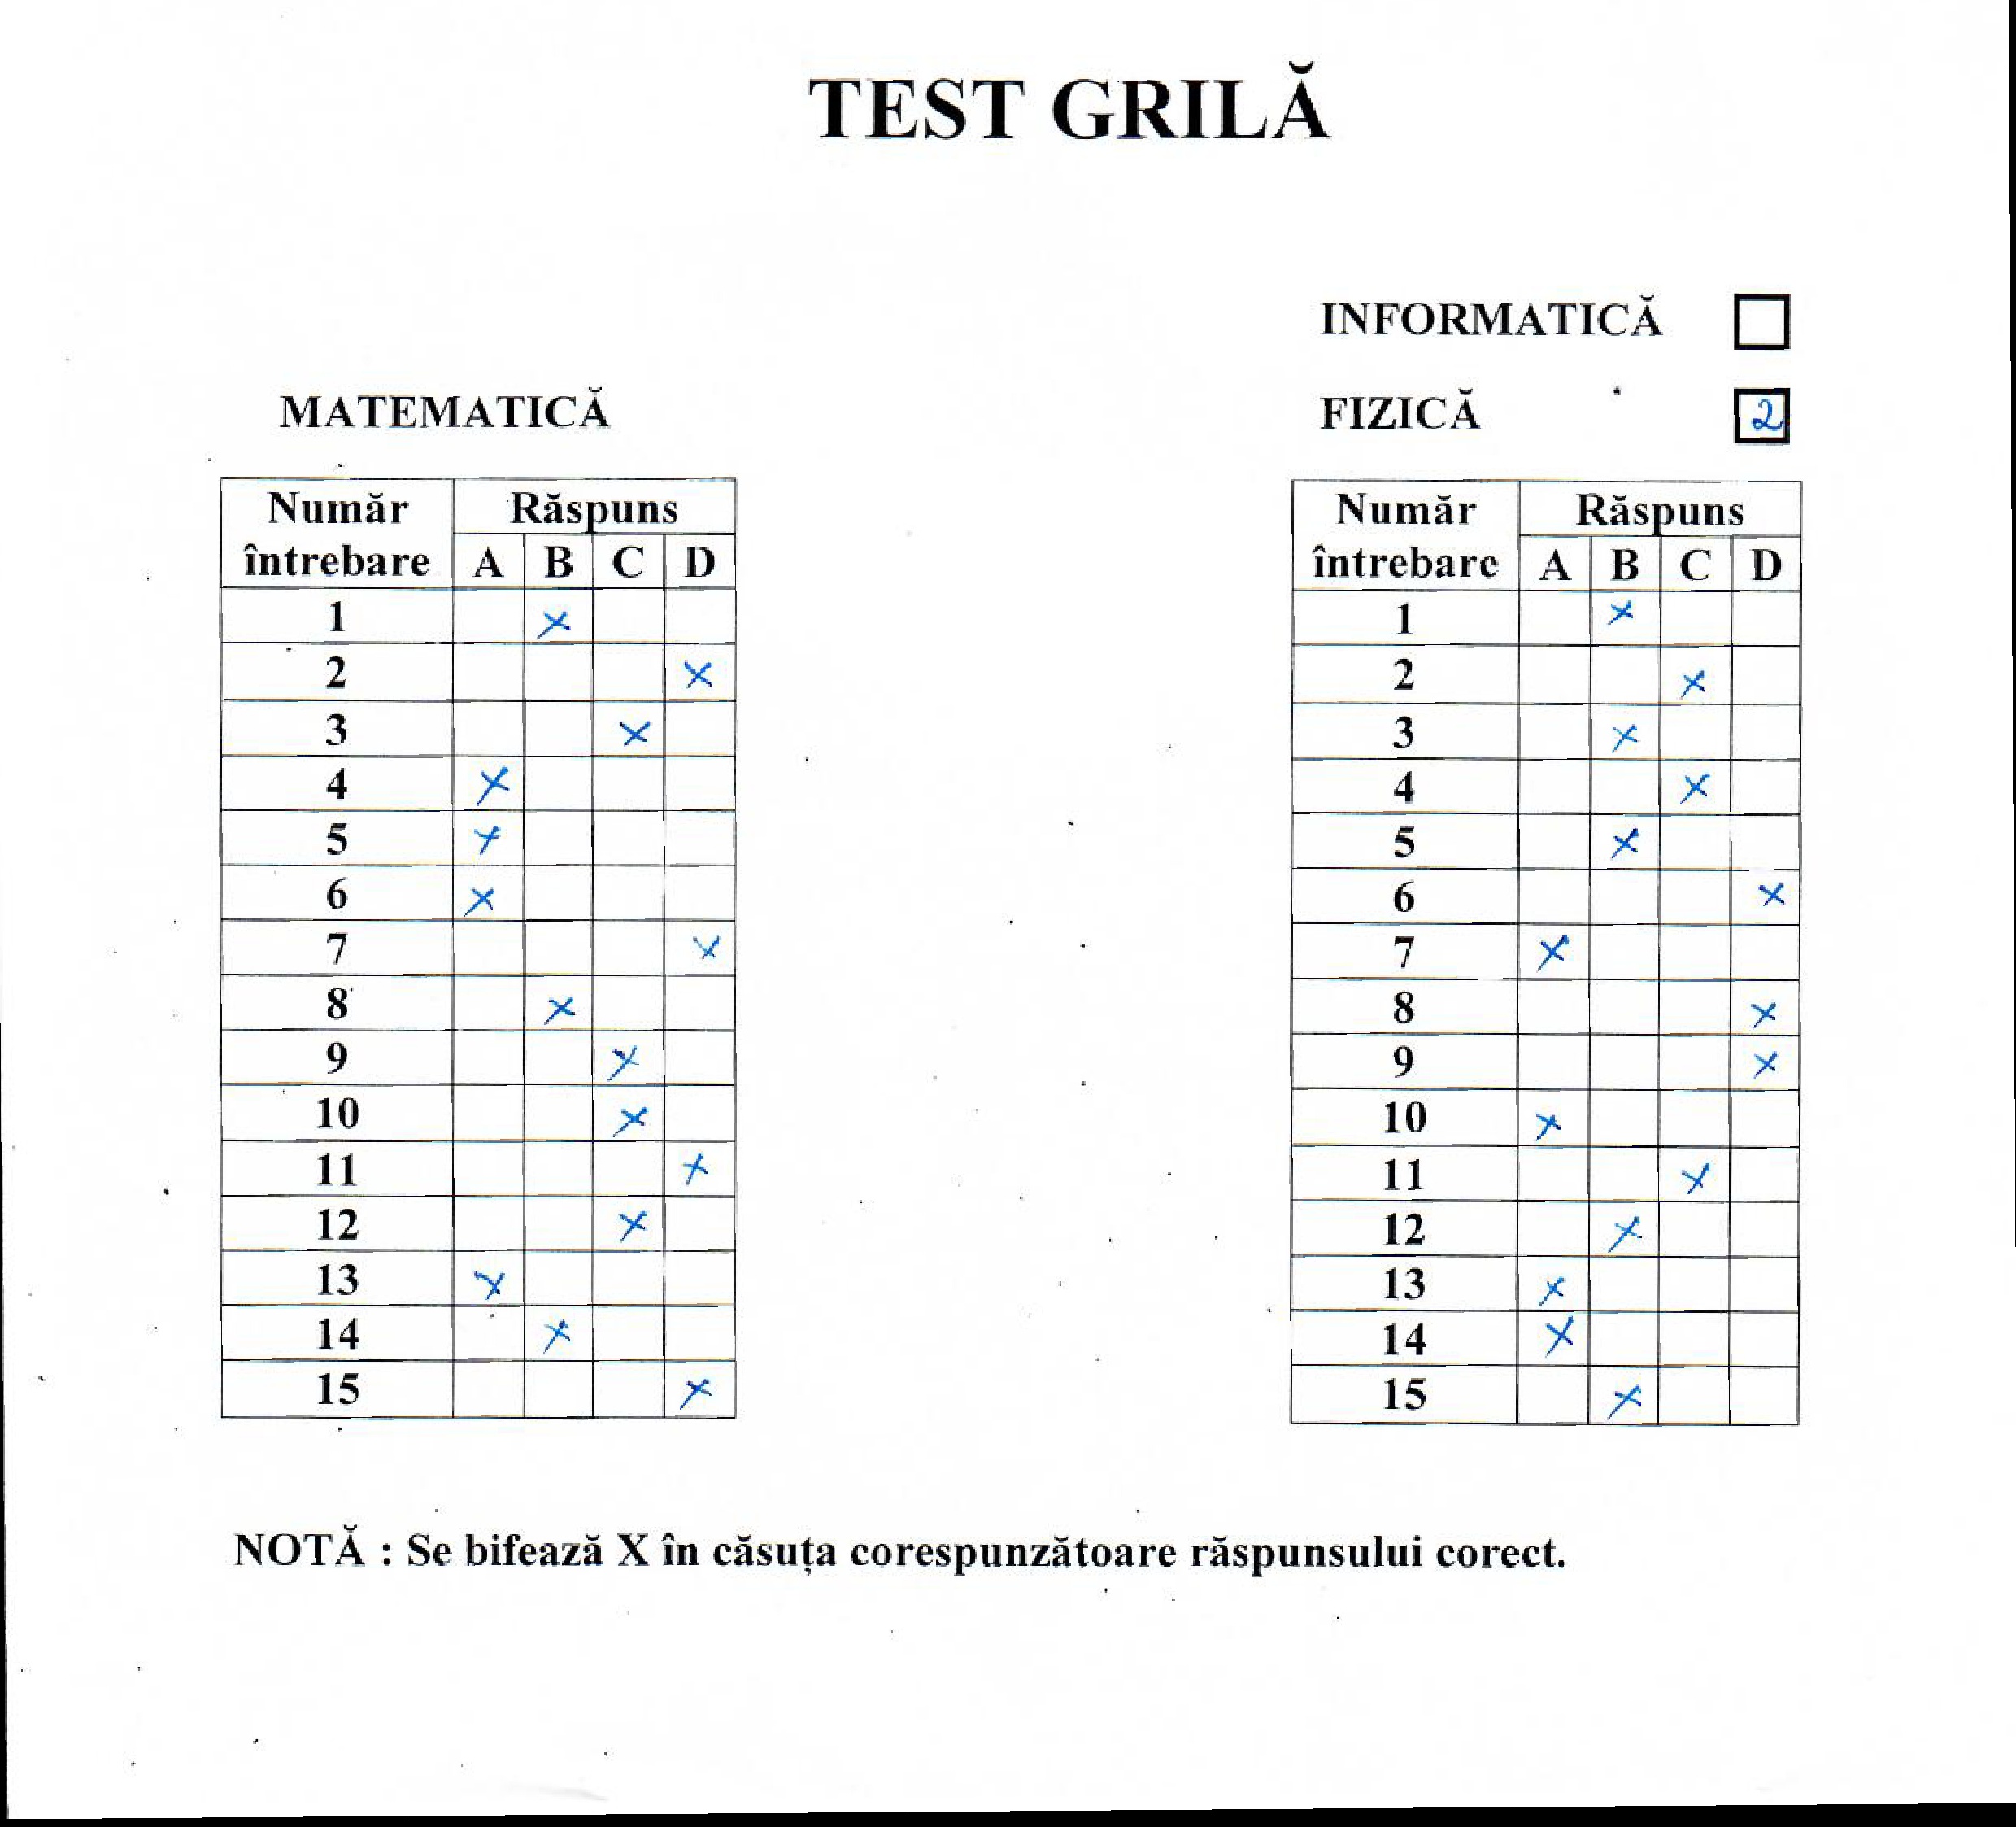 TEST GRILĂ
INFORMATICĂ
MATEMATICĂ
FIZICĂ 2
Număr întrebare Răspuns
A B C D
1 X
2 X
3 X
4 X
5 X
6 X
7 X
8 X
9 X
10 X
11 X
12 X
13 X
14 X
15 X
Număr întrebare Răspuns
A B C D
1 X
2 X
3 X
4 X
5 X
6 X
7 X
8 X
9 X
10 X
11 X
12 X
13 X
14 X
15 X
NOTĂ : Se bifează X în căsuța corespunzătoare răspunsului corect.